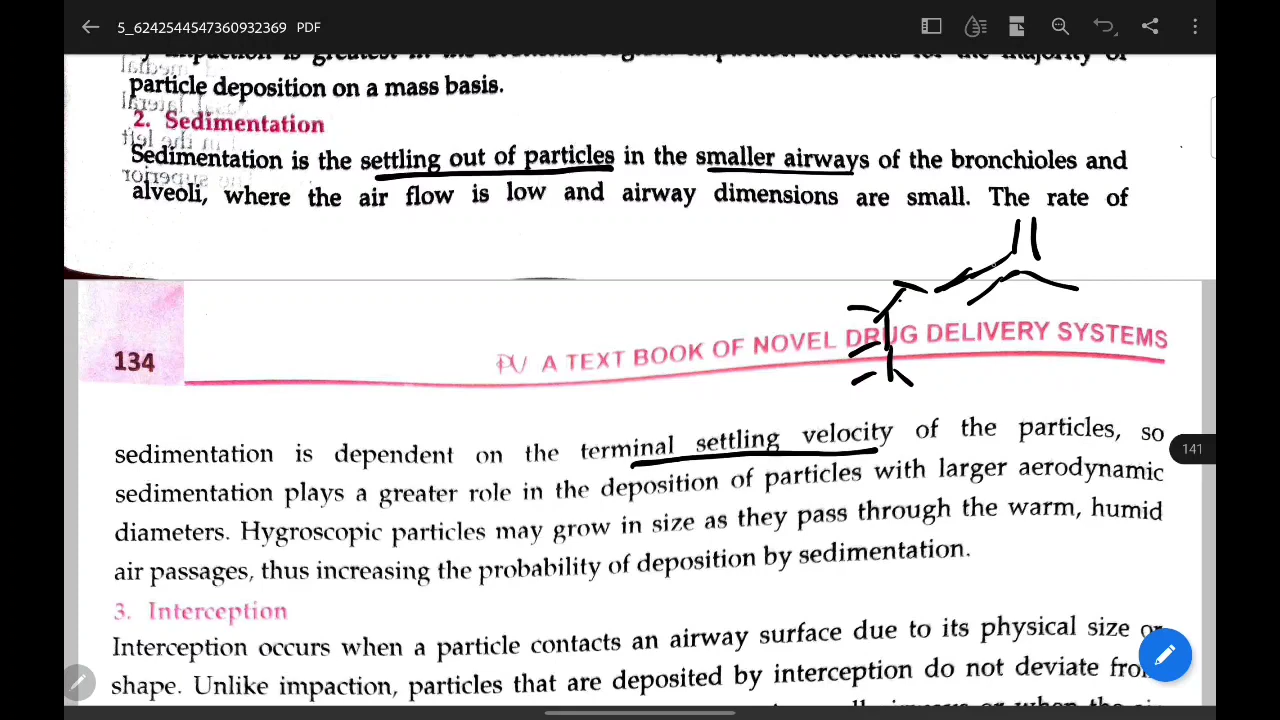 5_6242544547360932369 PDF
particle deposition on a mass basis.
2. Sedimentation
Sedimentation is the settling out of particles in the smaller airways of the bronchioles and
alveoli, where the air flow is low and airway dimensions are small. The rate of
134
PV A TEXT BOOK OF NOVEL DRUG DELIVERY SYSTEMS
sedimentation is dependent on the terminal settling velocity of the particles, so
141
sedimentation plays a greater role in the deposition of particles with larger aerodynamic
diameters. Hygroscopic particles may grow in size as they pass through the warm, humid
air passages, thus increasing the probability of deposition by sedimentation.
3. Interception
Interception occurs when a particle contacts an airway surface due to its physical size or
shape. Unlike impaction, particles that are deposited by interception do not deviate from